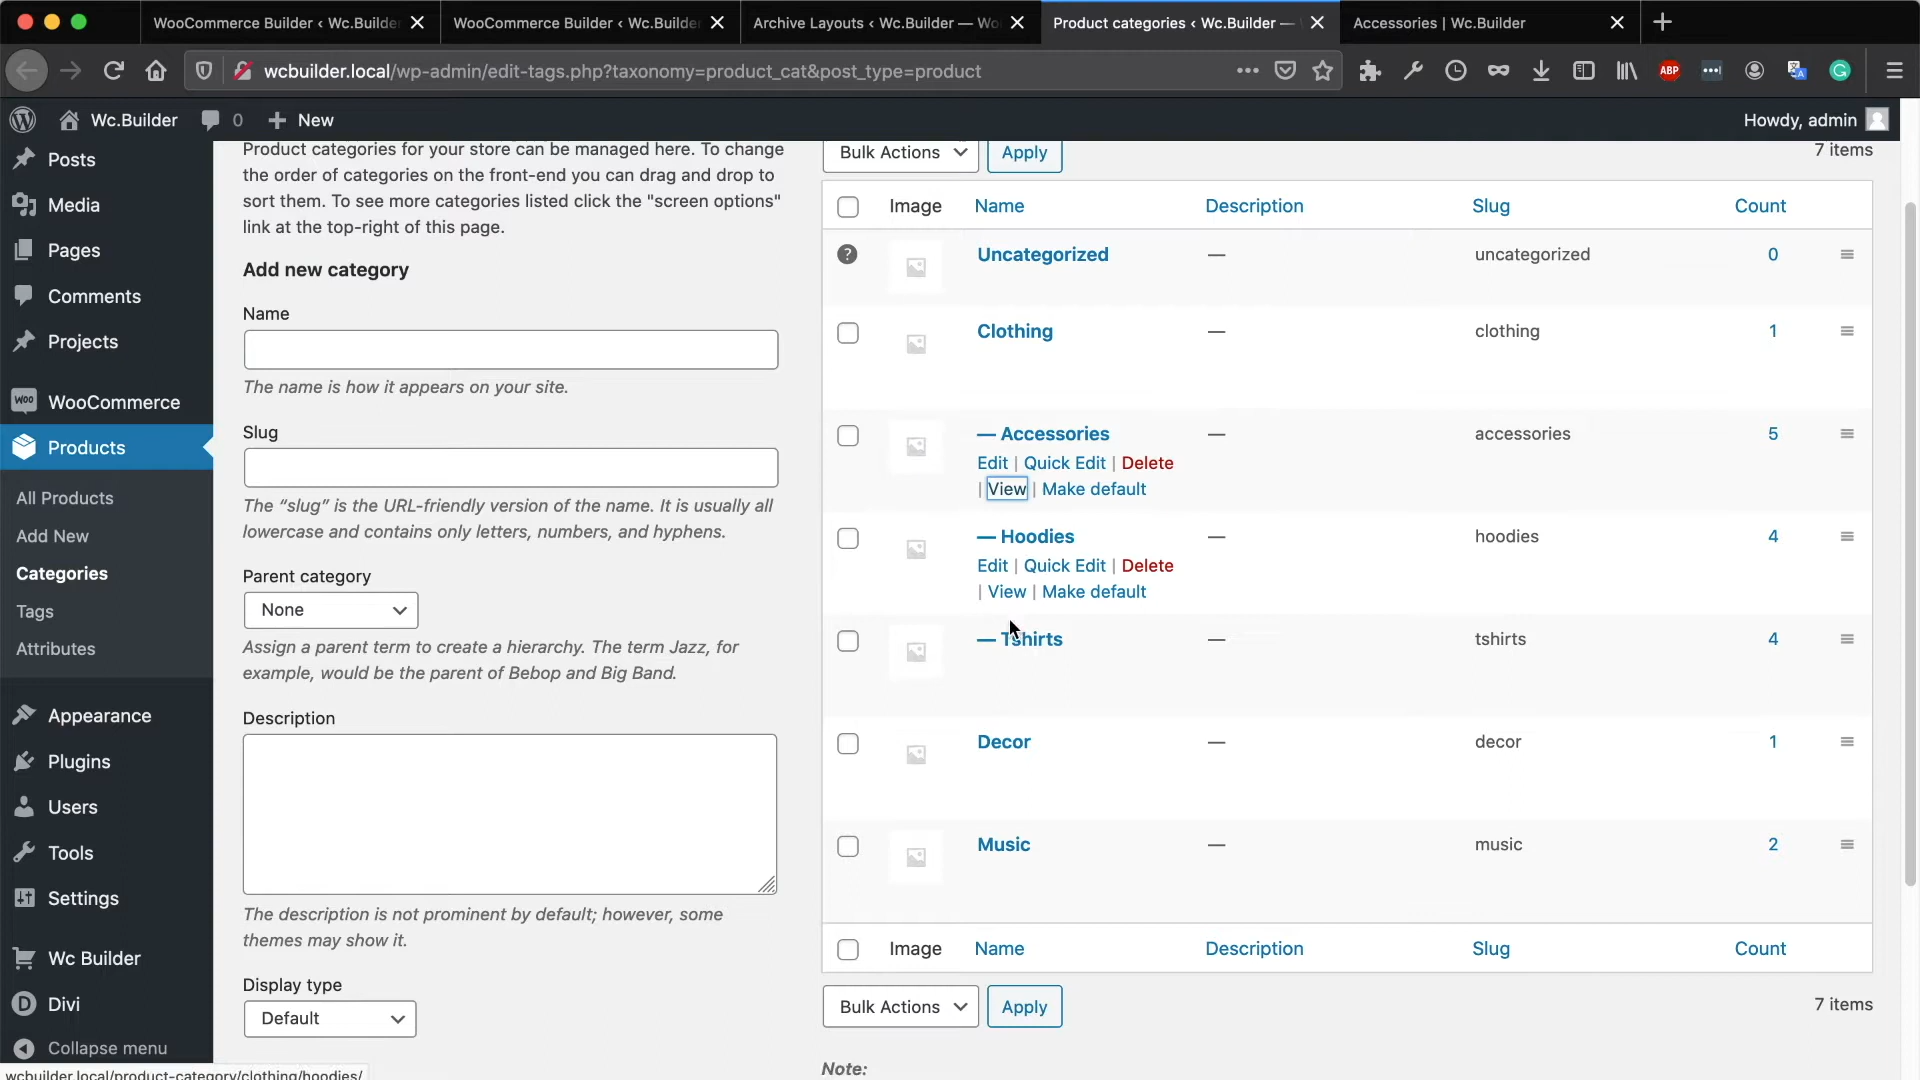 WooCommerce Builder ‹ Wc.Builder
WooCommerce Builder ‹ Wc.Builder
Archive Layouts ‹ Wc.Builder — Wo
Product categories ‹ Wc.Builder —
Accessories | Wc.Builder
wcbuilder.local/wp-admin/edit-tags.php?taxonomy=product_cat&post_type=product
ABP
Wc.Builder
0
New
Howdy, admin
Posts
Media
Pages
Comments
Projects
WooCommerce
Products
All Products
Add New
Categories
Tags
Attributes
Appearance
Plugins
Users
Tools
Settings
Wc Builder
Divi
Collapse menu
Product categories for your store can be managed here. To change
the order of categories on the front-end you can drag and drop to
sort them. To see more categories listed click the "screen options"
link at the top-right of this page.
Add new category
Name
The name is how it appears on your site.
Slug
The “slug” is the URL-friendly version of the name. It is usually all
lowercase and contains only letters, numbers, and hyphens.
Parent category
None
Assign a parent term to create a hierarchy. The term Jazz, for
example, would be the parent of Bebop and Big Band.
Description
The description is not prominent by default; however, some
themes may show it.
Display type
Default
Bulk Actions Apply 7 items
Image Name Description Slug Count
Uncategorized — uncategorized 0
Clothing — clothing 1
— Accessories — accessories 5
Edit | Quick Edit | Delete
| View | Make default
— Hoodies — hoodies 4
Edit | Quick Edit | Delete
| View | Make default
— Tshirts — tshirts 4
Decor — decor 1
Music — music 2
Image Name Description Slug Count
Bulk Actions Apply 7 items
Note:
wcbuilder.local/product-category/clothing/hoodies/